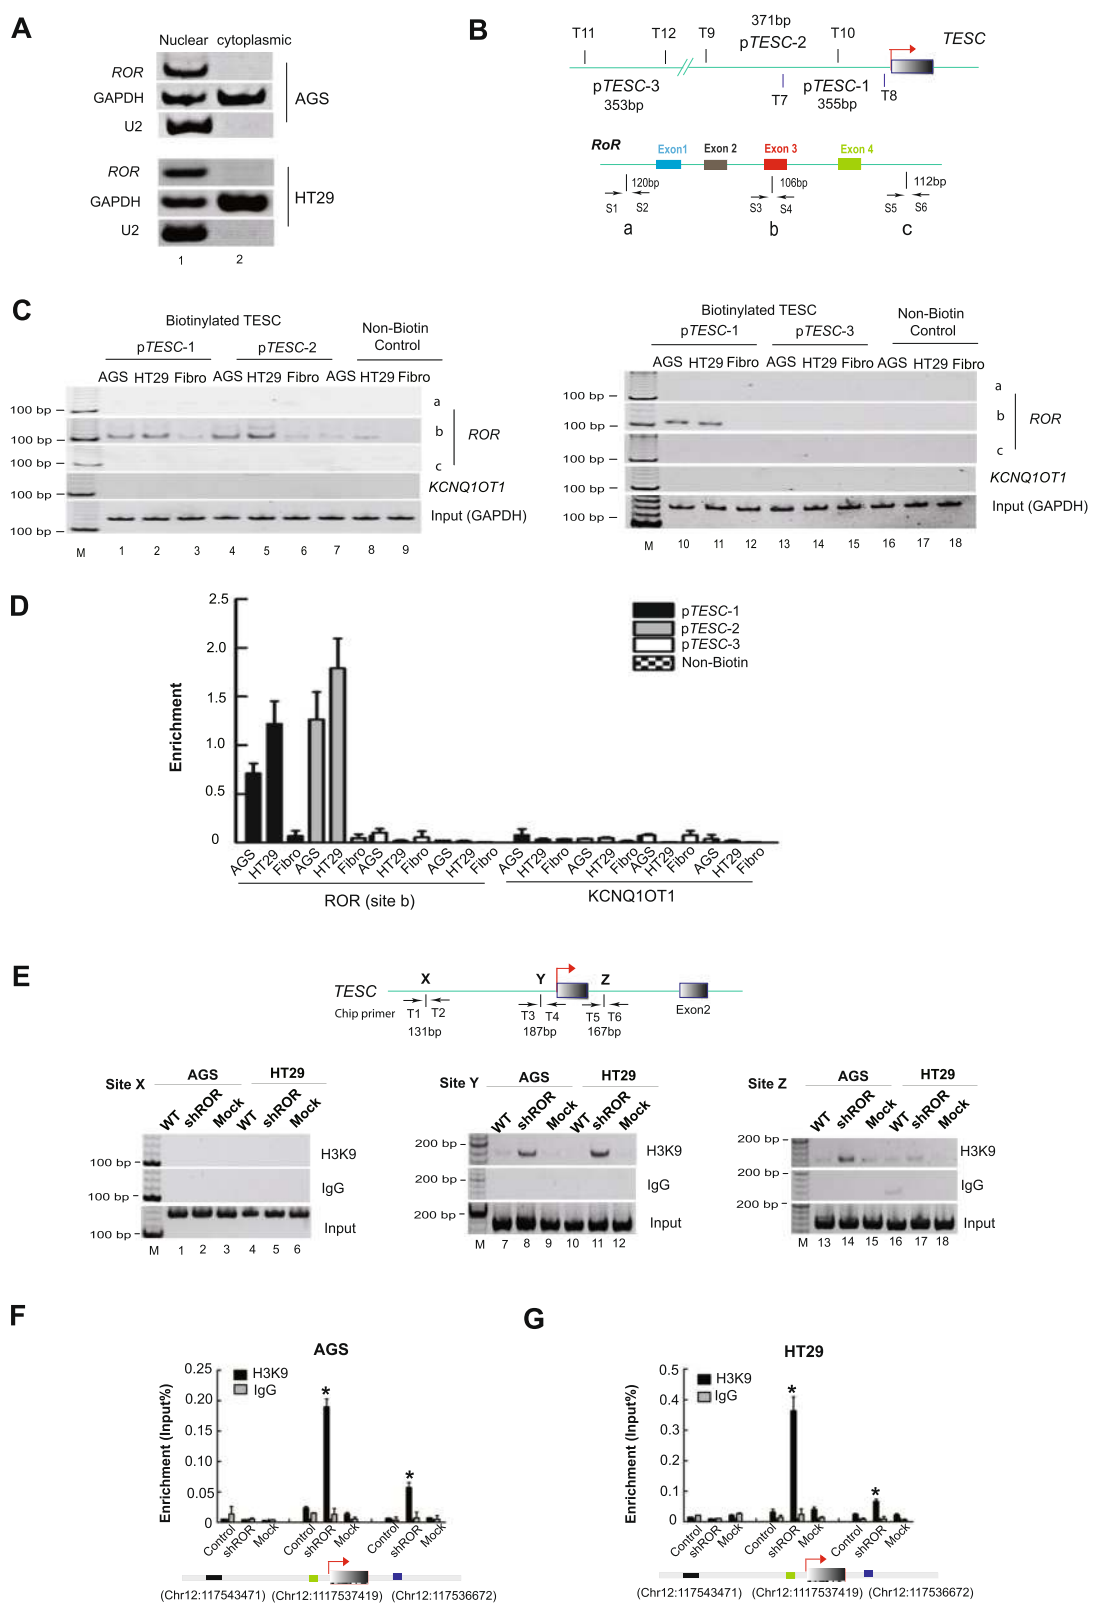 A
Nuclear cytoplasmic
ROR
GAPDH
U2
AGS
ROR
GAPDH
U2
HT29
1 2
B
T11 T12 T9 371bp T10
pTESC-2 TESC
pTESC-3 pTESC-1
353bp T7 355bp T8
RoR Exon1 Exon 2 Exon 3 Exon 4
120bp 106bp 112bp
S1 S2 S3 S4 S5 S6
a b c
C
Biotinylated TESC
Non-Biotin
Control
pTESC-1 pTESC-2
AGS HT29 Fibro AGS HT29 Fibro AGS HT29 Fibro
100 bp a
100 bp b ROR
100 bp c
100 bp KCNQ1OT1
100 bp Input (GAPDH)
M 1 2 3 4 5 6 7 8 9
Biotinylated TESC
Non-Biotin
Control
pTESC-1 pTESC-3
AGS HT29 Fibro AGS HT29 Fibro AGS HT29 Fibro
100 bp a
100 bp b ROR
100 bp c
100 bp KCNQ1OT1
100 bp Input (GAPDH)
M 10 11 12 13 14 15 16 17 18
D
Enrichment
2.5
2.0
1.5
1.0
0.5
0
pTESC-1
pTESC-2
pTESC-3
Non-Biotin
AGS HT29 Fibro AGS HT29 Fibro AGS HT29 Fibro AGS HT29 Fibro AGS HT29 Fibro AGS HT29 Fibro AGS HT29 Fibro AGS HT29 Fibro
ROR (site b) KCNQ1OT1
E
X Y Z
TESC
Chip primer T1 T2 T3 T4 T5 T6 Exon2
131bp 187bp 167bp
Site X AGS HT29
WT shROR Mock WT shROR Mock
100 bp H3K9
100 bp IgG
100 bp Input
M 1 2 3 4 5 6
Site Y AGS HT29
WT shROR Mock WT shROR Mock
200 bp H3K9
200 bp IgG
200 bp Input
M 7 8 9 10 11 12
Site Z AGS HT29
WT shROR Mock WT shROR Mock
200 bp H3K9
200 bp IgG
200 bp Input
M 13 14 15 16 17 18
F
AGS
Enrichment (Input%)
0.25
0.20
0.15
0.10
0.05
0
H3K9
IgG
* *
Control shROR Mock Control shROR Mock Control shROR Mock
(Chr12:117543471) (Chr12:1117537419) (Chr12:117536672)
G
HT29
Enrichment (Input%)
0.5
0.4
0.3
0.2
0.1
0
H3K9
IgG
* *
Control shROR Mock Control shROR Mock Control shROR Mock
(Chr12:117543471) (Chr12:1117537419) (Chr12:117536672)